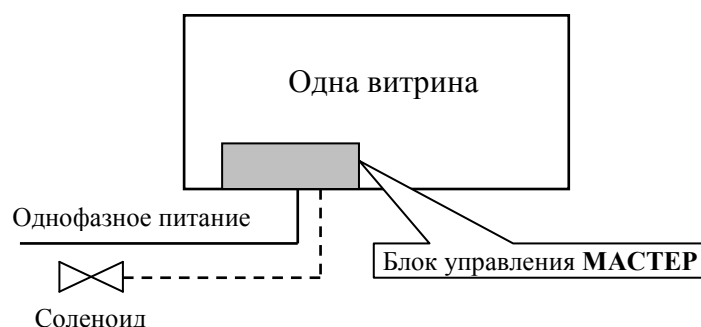 Одна витрина
Однофазное питание
Блок управления МАСТЕР
Соленоид